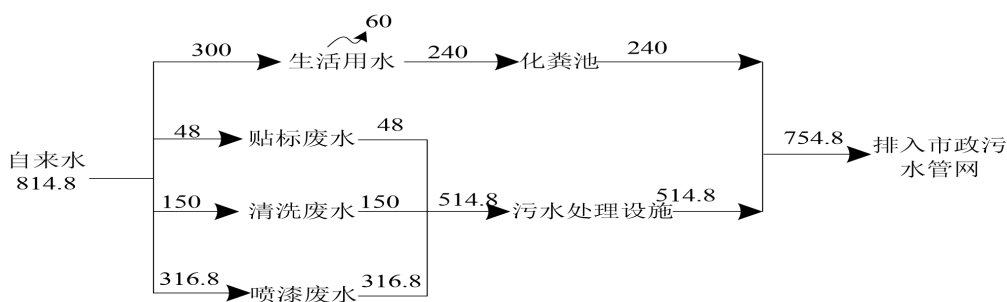 60
300
生活用水
240
化粪池
240
48
贴标废水
48
自来水
814.8
754.8
排入市政污
水管网
150
清洗废水
150
514.8
污水处理设施
514.8
316.8
喷漆废水
316.8